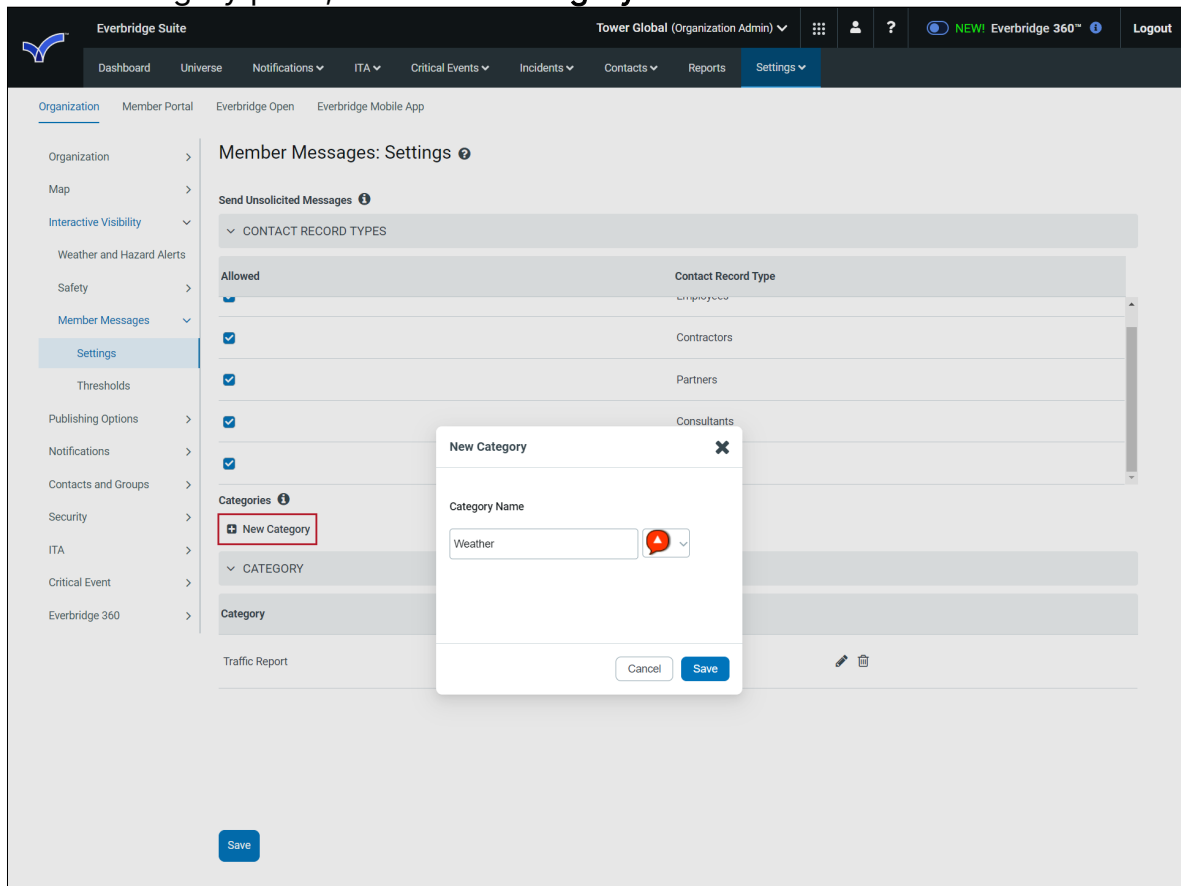 Everbridge Suite
Tower Global (Organization Admin)
?
NEW! Everbridge 360™
Logout
Dashboard
Universe
Notifications
ITA
Critical Events
Incidents
Contacts
Reports
Settings
Organization
Member Portal
Everbridge Open
Everbridge Mobile App
Organization
Map
Interactive Visibility
Weather and Hazard Alerts
Safety
Member Messages
Settings
Thresholds
Publishing Options
Notifications
Contacts and Groups
Security
ITA
Critical Event
Everbridge 360
Member Messages: Settings
Send Unsolicited Messages
CONTACT RECORD TYPES
Allowed
Contact Record Type
Employees
Contractors
Partners
Consultants
Categories
New Category
CATEGORY
Category
Traffic Report
New Category
Category Name
Weather
Cancel
Save
Save